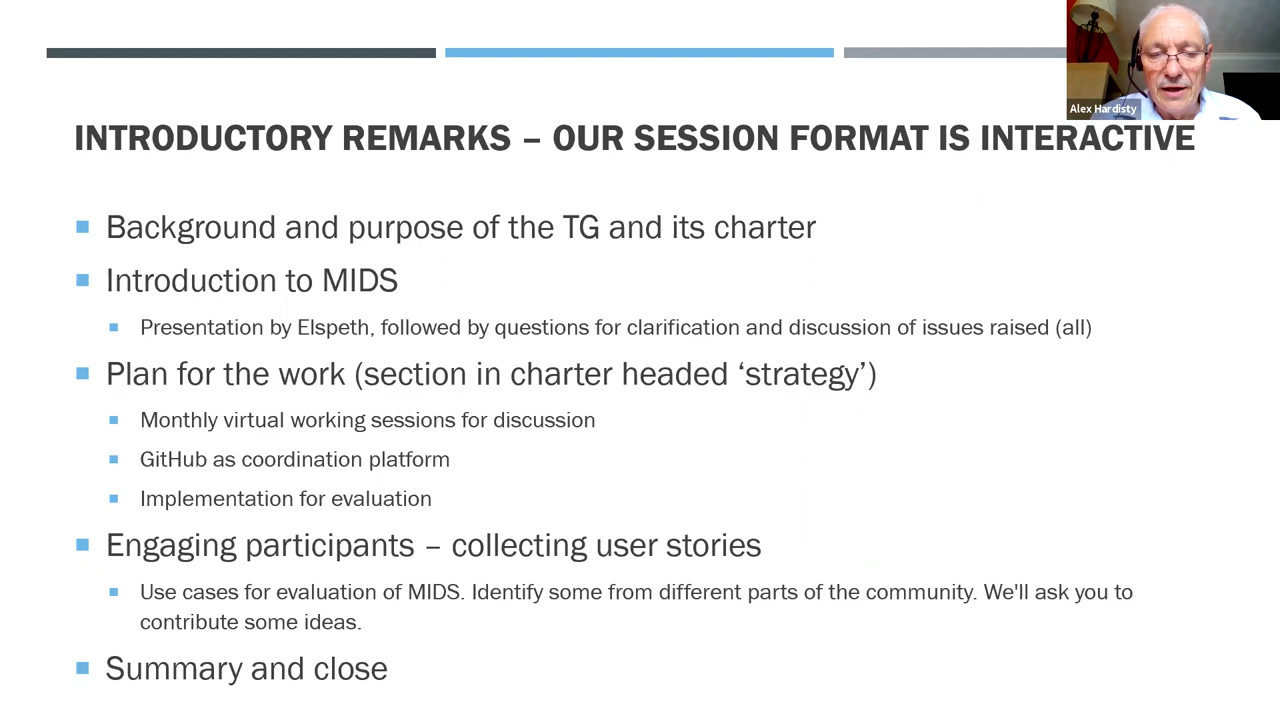 Alex Hardisty
INTRODUCTORY REMARKS – OUR SESSION FORMAT IS INTERACTIVE
Background and purpose of the TG and its charter
Introduction to MIDS
Presentation by Elspeth, followed by questions for clarification and discussion of issues raised (all)
Plan for the work (section in charter headed ‘strategy’)
Monthly virtual working sessions for discussion
GitHub as coordination platform
Implementation for evaluation
Engaging participants – collecting user stories
Use cases for evaluation of MIDS. Identify some from different parts of the community. We'll ask you to
contribute some ideas.
Summary and close